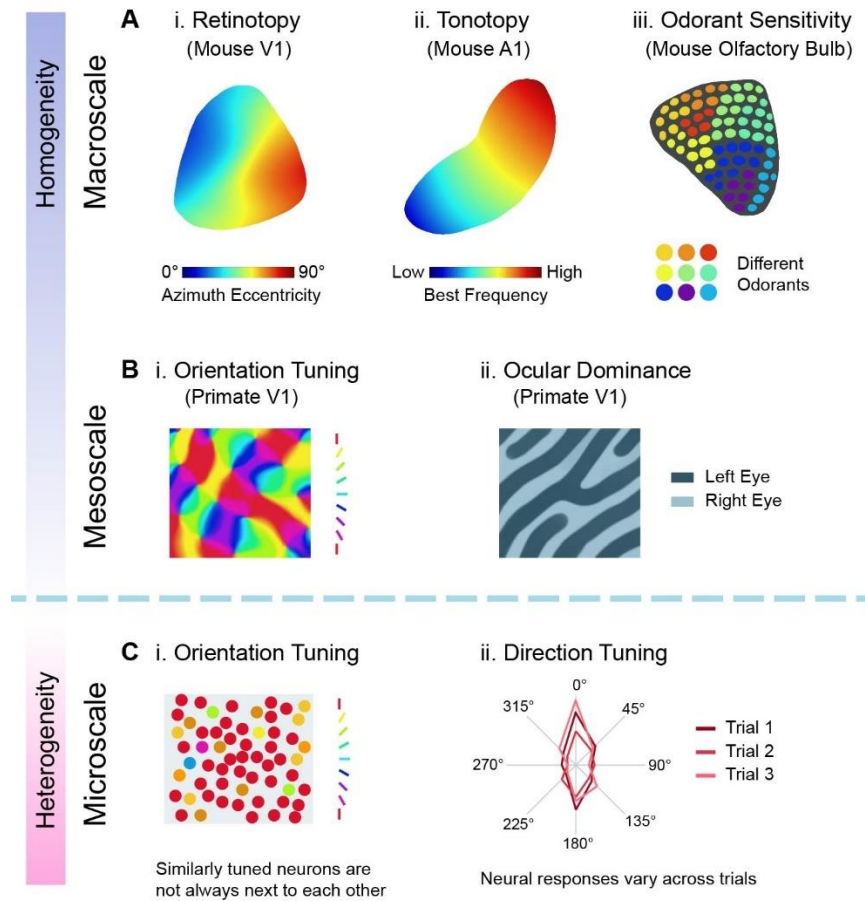 Homogeneity
Macroscale
A
i. Retinotopy
(Mouse V1)
0°
90°
Azimuth Eccentricity
ii. Tonotopy
(Mouse A1)
Low
High
Best Frequency
iii. Odorant Sensitivity
(Mouse Olfactory Bulb)
Different
Odorants
Mesoscale
B
i. Orientation Tuning
(Primate V1)
ii. Ocular Dominance
(Primate V1)
Left Eye
Right Eye
Heterogeneity
Microscale
C
i. Orientation Tuning
Similarly tuned neurons are
not always next to each other
ii. Direction Tuning
0°
315°
45°
270°
90°
225°
135°
180°
Trial 1
Trial 2
Trial 3
Neural responses vary across trials